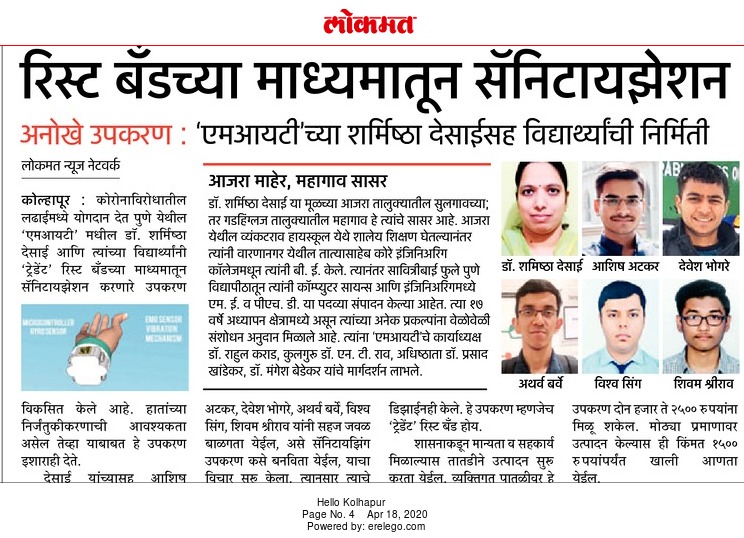 लोकमत
रिस्ट बँडच्या माध्यमातून सॅनिटायझेशन
अनोखे उपकरण : ‘एमआयटी’च्या शर्मिष्ठा देसाईसह विद्यार्थ्यांची निर्मिती
लोकमत न्यूज नेटवर्क
कोल्हापूर : कोरोनाविरोधातील
लढाईमध्ये योगदान देत पुणे येथील
‘एमआयटी’ मधील डॉ. शर्मिष्ठा
देसाई आणि त्यांच्या विद्यार्थ्यांनी
‘ट्रेडेंट’ रिस्ट बँडच्या माध्यमातून
सॅनिटायझेशन करणारे उपकरण
MICROCONTROLLER
GYRO SENSOR
EMG SENSOR
VIBRATION
MECHANISM
विकसित केले आहे. हातांच्या
निर्जंतुकीकरणाची आवश्यकता
असेल तेव्हा याबाबत हे उपकरण
इशाराही देते.
देसाई यांच्यासह आशिष
आजरा माहेर, महागाव सासर
डॉ. शर्मिष्ठा देसाई या मूळच्या आजरा तालुक्यातील सुलगावच्या;
तर गडहिंग्लज तालुक्यातील महागाव हे त्यांचे सासर आहे. आजरा
येथील व्यंकटराव हायस्कूल येथे शालेय शिक्षण घेतल्यानंतर
त्यांनी वारणानगर येथील तात्यासाहेब कोरे इंजिनिअरिंग
कॉलेजमधून त्यांनी बी. ई. केले. त्यानंतर सावित्रीबाई फुले पुणे
विद्यापीठातून त्यांनी कॉम्प्युटर सायन्स आणि इंजिनिअरिंगमध्ये
एम. ई. व पीएच. डी. या पदव्या संपादन केल्या आहेत. त्या १७
वर्षे अध्यापन क्षेत्रामध्ये असून त्यांच्या अनेक प्रकल्पांना वेळोवेळी
संशोधन अनुदान मिळाले आहे. त्यांना ‘एमआयटी’चे कार्याध्यक्ष
डॉ. राहुल कराड, कुलगुरू डॉ. एन. टी. राव, अधिष्ठाता डॉ. प्रसाद
खांडेकर, डॉ. मंगेश बेडेकर यांचे मार्गदर्शन लाभले.
डॉ. शमिष्ठा देसाई आशिष अटकर देवेश भोगरे
अथर्व बर्वे विश्व सिंग शिवम श्रीराव
अटकर, देवेश भोगरे, अथर्व बर्वे, विश्व
सिंग, शिवम श्रीराव यांनी सहज जवळ
बाळगता येईल, असे सॅनिटायझिंग
उपकरण कसे बनविता येईल, याचा
विचार सुरू केला. त्यानुसार त्याचे
डिझाईनही केले. हे उपकरण म्हणजेच
‘ट्रेडेंट’ रिस्ट बँड होय.
शासनाकडून मान्यता व सहकार्य
मिळाल्यास तातडीने उत्पादन सुरू
करता येईल. व्यक्तिगत पातळीवर हे
उपकरण दोन हजार ते २५०० रुपयांना
मिळू शकेल. मोठ्या प्रमाणावर
उत्पादन केल्यास ही किंमत १५००
रुपयांपर्यंत खाली आणता
येईल.
Hello Kolhapur
Page No. 4 Apr 18, 2020
Powered by: erelego.com